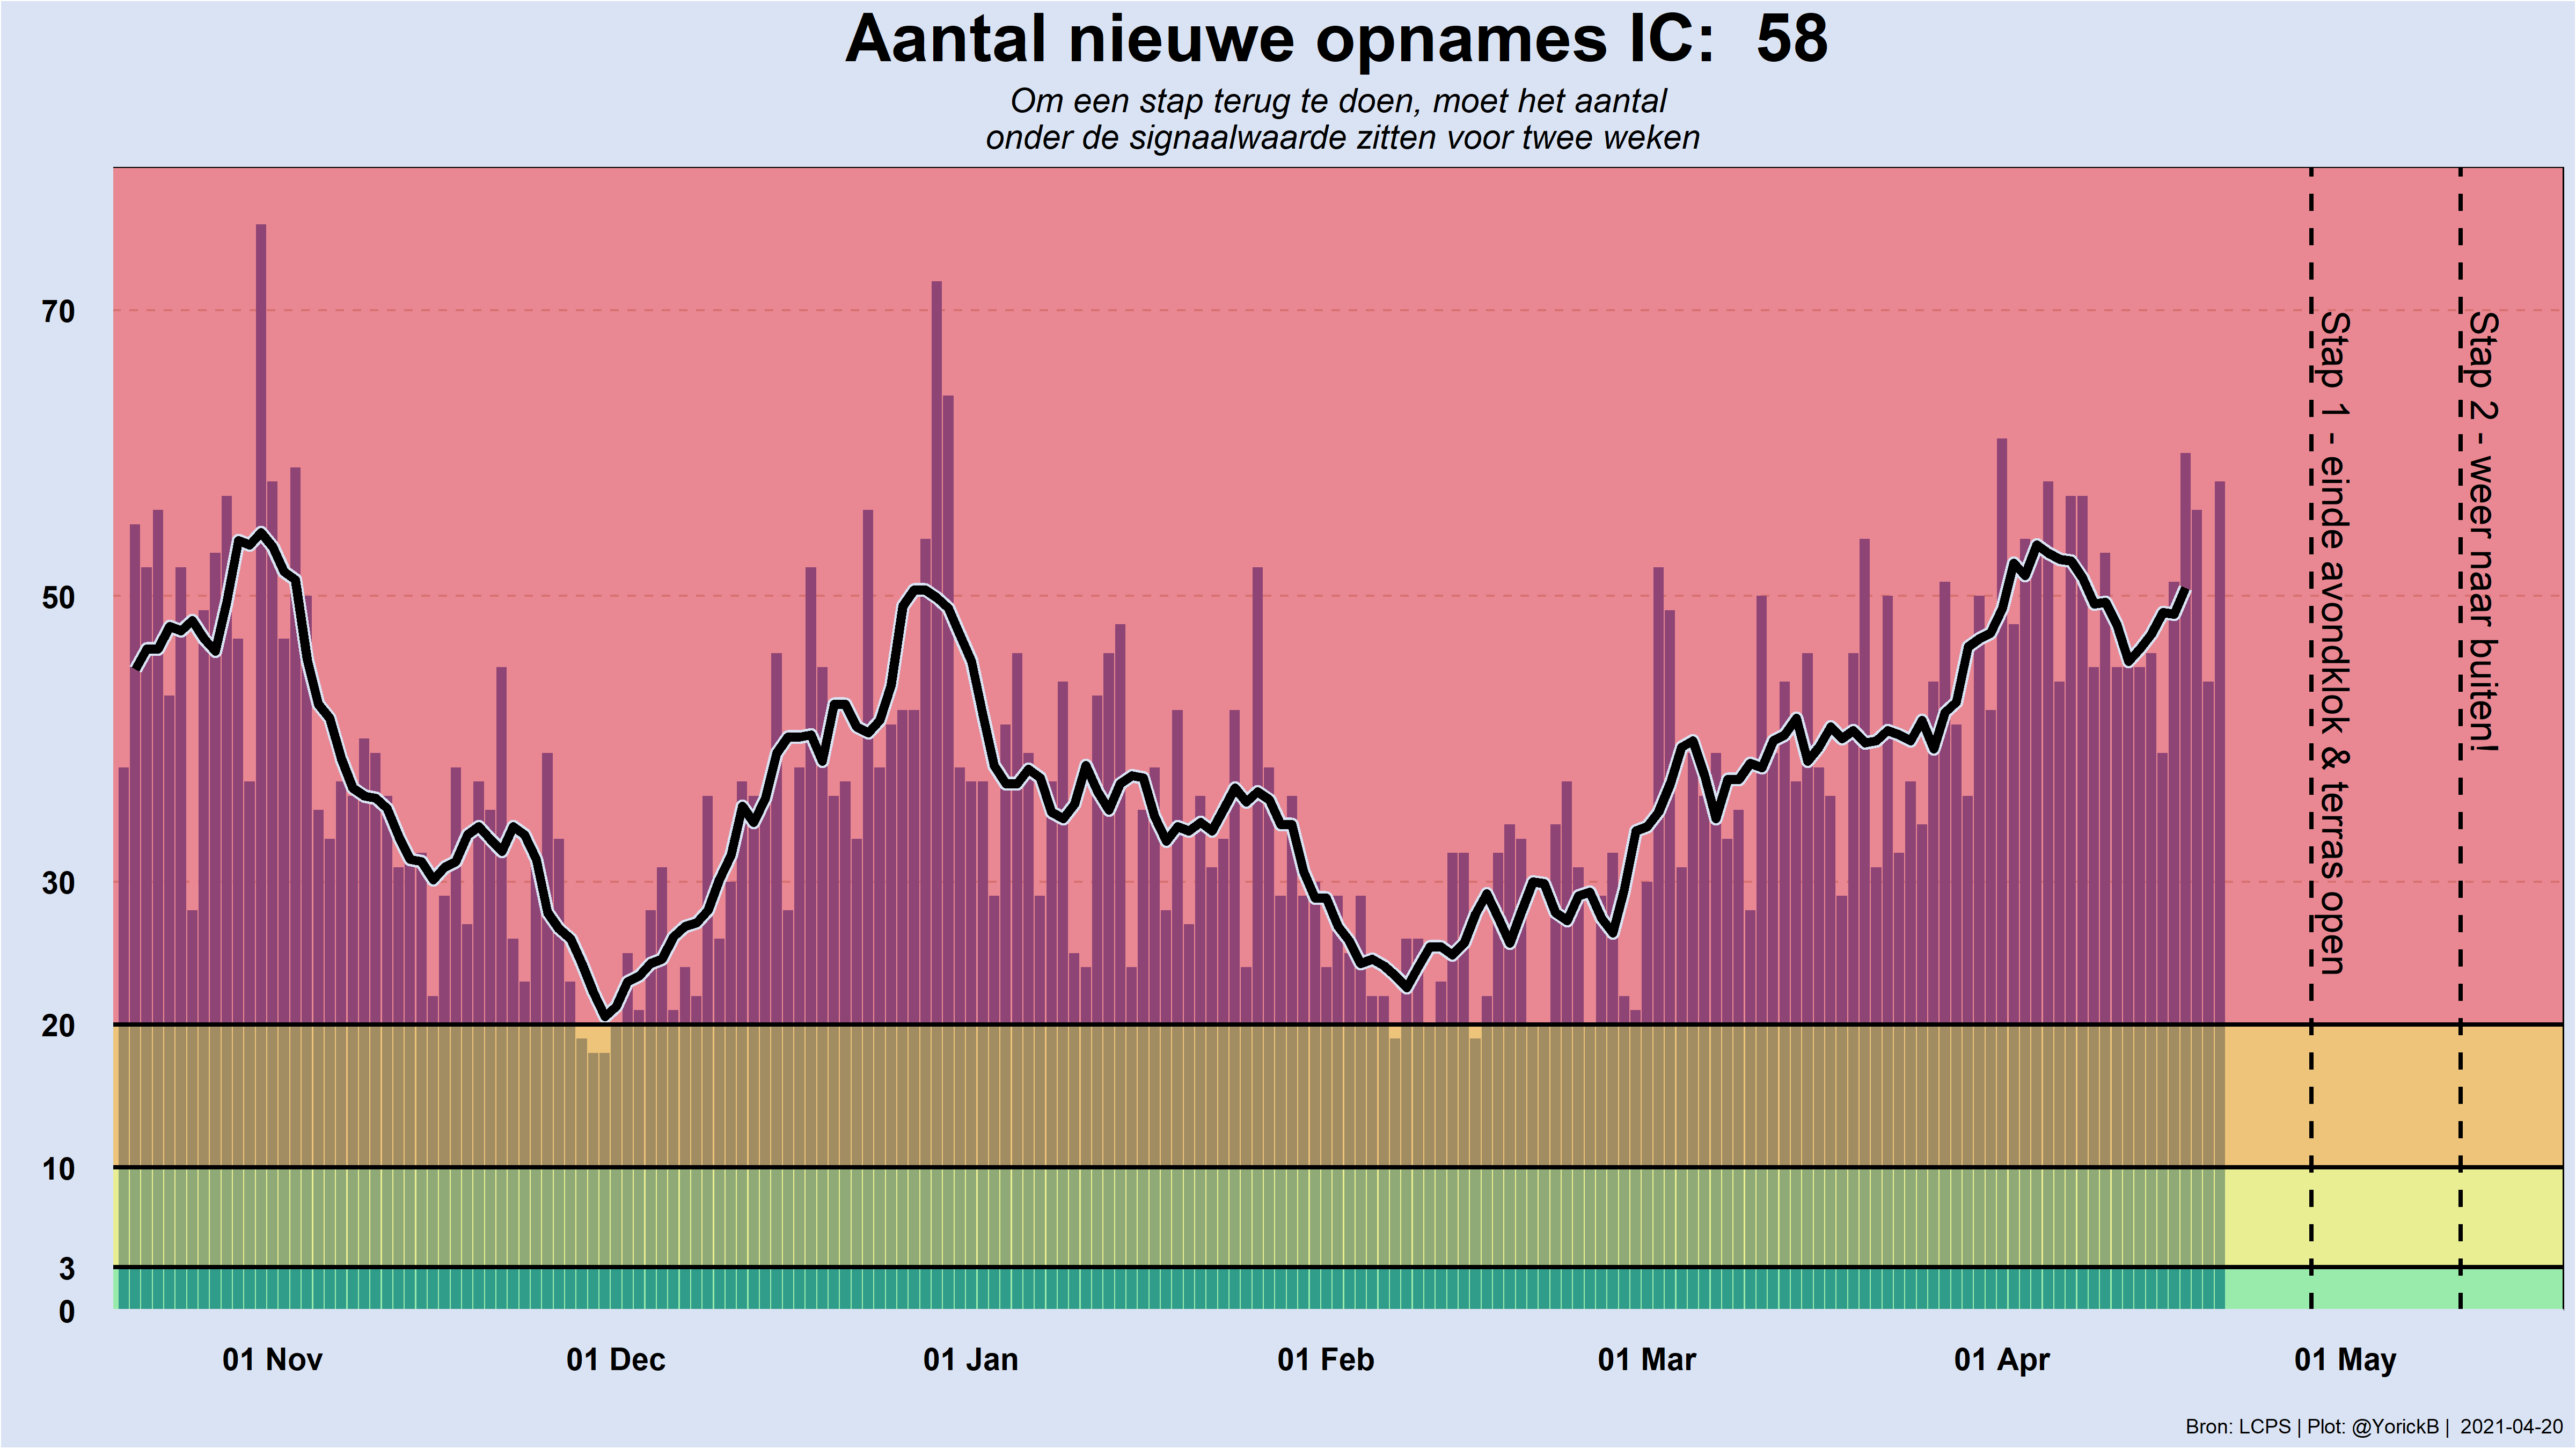 Aantal nieuwe opnames IC:  58
Om een stap terug te doen, moet het aantal
onder de signaalwaarde zitten voor twee weken
70
50
30
20
10
3
0
Stap 1 - einde avondklok & terras open
Stap 2 - weer naar buiten!
01 Nov
01 Dec
01 Jan
01 Feb
01 Mar
01 Apr
01 May
Bron: LCPS | Plot: @YorickB |  2021-04-20